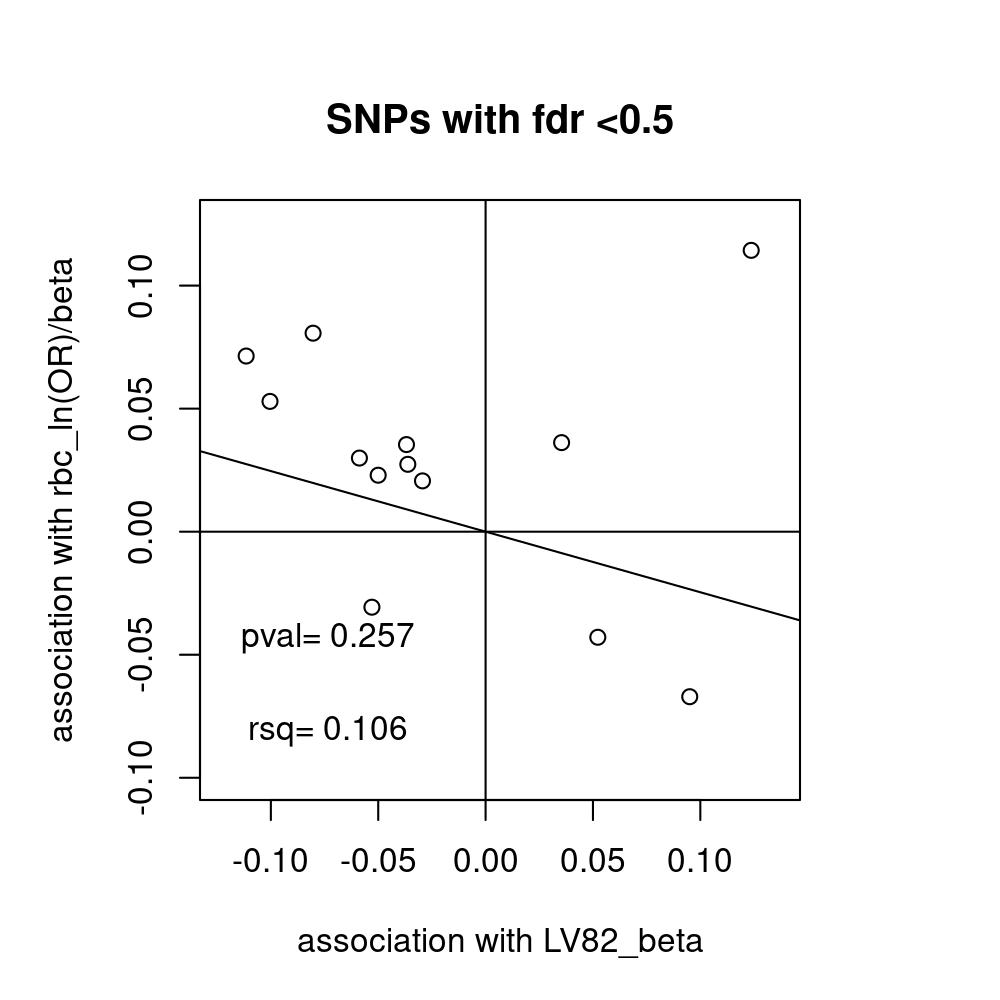 SNPs with fdr <0.5
association with rbc_ln(OR)/beta
0.10
0.05
0.00
-0.05
-0.10
pval= 0.257
rsq= 0.106
-0.10 -0.05 0.00 0.05 0.10
association with LV82_beta